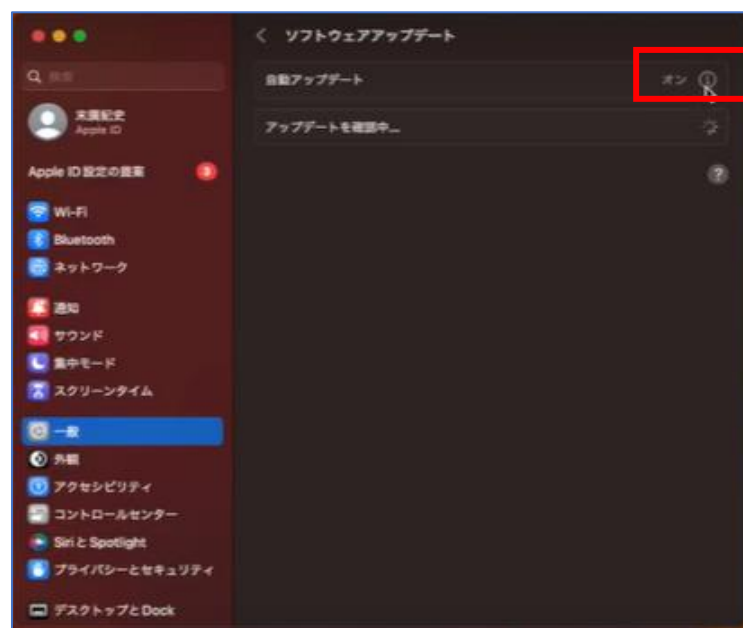 ソフトウェアアップデート
検索
自動アップデート
オン
Apple ID
アップデートを確認中...
?
Apple ID 設定の提案
3
Wi-Fi
Bluetooth
ネットワーク
通知
サウンド
集中モード
スクリーンタイム
一般
外観
アクセシビリティ
コントロールセンター
Siri と Spotlight
プライバシーとセキュリティ
デスクトップと Dock